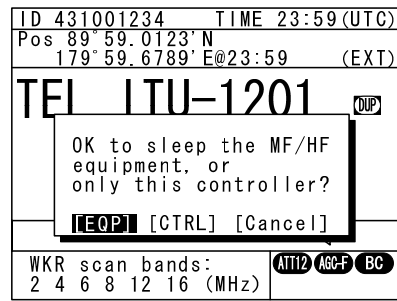 ID 431001234 TIME 23:59(UTC)
Pos 89°59.0123'N
179°59.6789'E@23:59 (EXT)
TEL ITU-1201 DUP
OK to sleep the MF/HF
equipment, or
only this controller?
[EQP] [CTRL] [Cancel]
WKR scan bands: ATT12 AGC-F BC
2 4 6 8 12 16 (MHz)